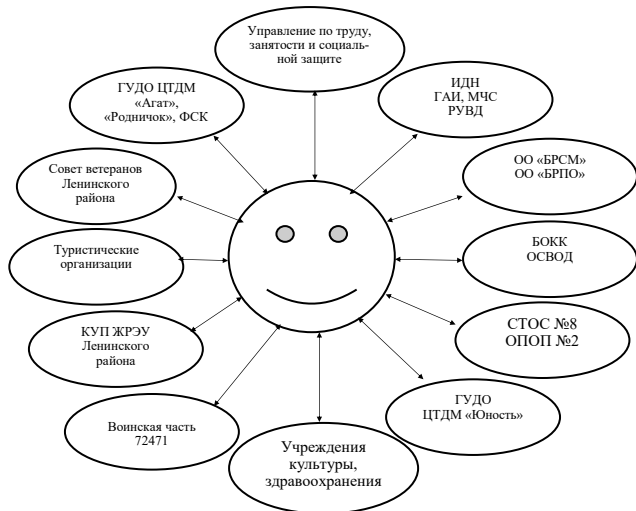 Управление по труду,
занятости и социаль-
ной защите
ИДН
ГАИ, МЧС
РУВД
ОО «БРСМ»
ОО «БРПО»
БОКК
ОСВОД
СТОС №8
ОПОП №2
ГУДО
ЦТДМ «Юность»
Учреждения
культуры,
здравоохранения
Воинская часть
72471
КУП ЖРЭУ
Ленинского
района
Туристические
организации
Совет ветеранов
Ленинского
района
ГУДО ЦТДМ
«Агат»,
«Родничок», ФСК